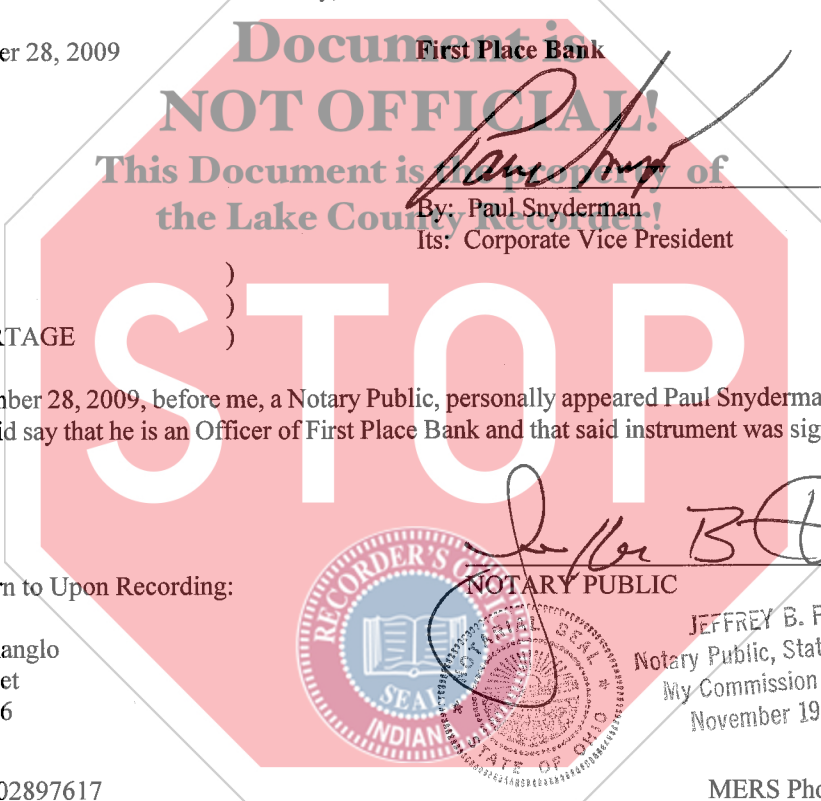 Document is
er 28, 2009
First Place Bank
NOT OFFICIAL!
This Document is the property of
the Lake County Recorder!
By: Paul Snyderman
Its: Corporate Vice President
)
)
RTAGE )
STOP
mber 28, 2009, before me, a Notary Public, personally appeared Paul Snyderma
id say that he is an Officer of First Place Bank and that said instrument was sig
NOTARY PUBLIC
rn to Upon Recording:
RECORDER'S OFFICE
SEAL
INDIANA
NOTARIAL SEAL
STATE OF OHIO
JEFFREY B. F
Notary Public, Stat
My Commission
November 19
anglo
et
6
02897617
MERS Pho